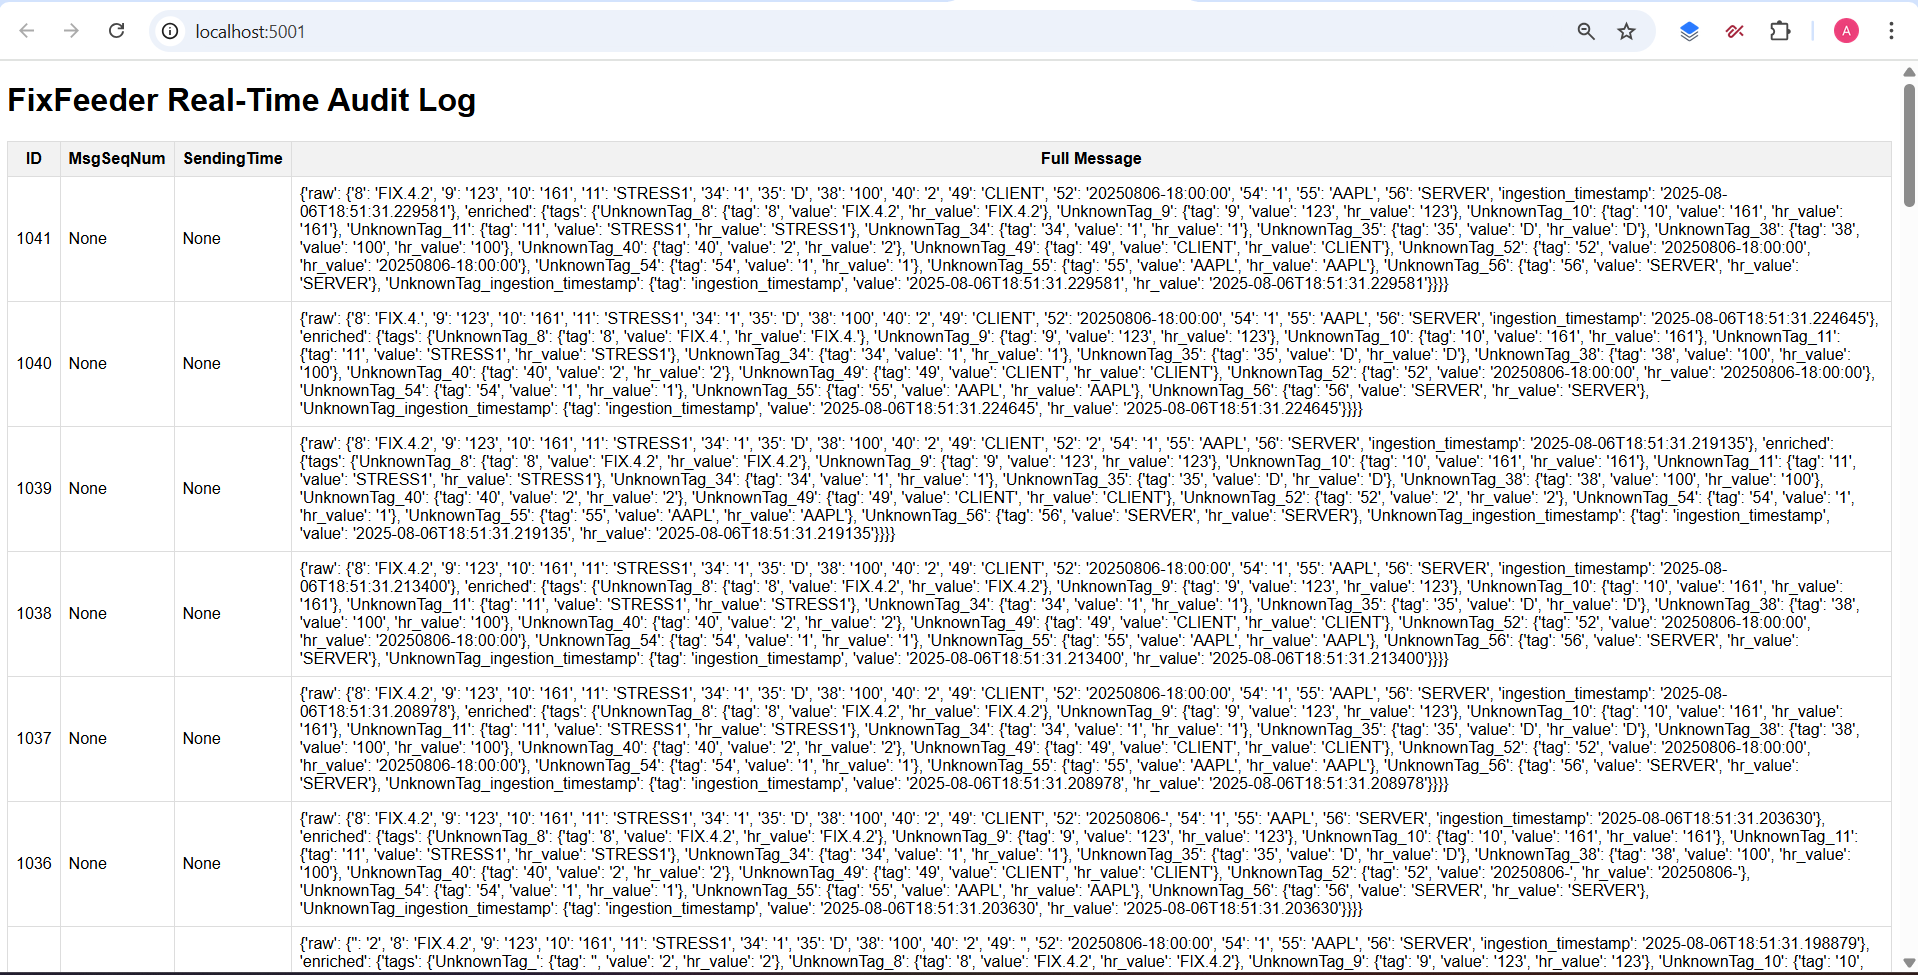 localhost:5001
A
FixFeeder Real-Time Audit Log
ID MsgSeqNum SendingTime Full Message
{'raw': {'8': 'FIX.4.2', '9': '123', '10': '161', '11': 'STRESS1', '34': '1', '35': 'D', '38': '100', '40': '2', '49': 'CLIENT', '52': '20250806-18:00:00', '54': '1', '55': 'AAPL', '56': 'SERVER', 'ingestion_timestamp': '2025-08-
06T18:51:31.229581'}, 'enriched': {'tags': {'UnknownTag_8': {'tag': '8', 'value': 'FIX.4.2', 'hr_value': 'FIX.4.2'}, 'UnknownTag_9': {'tag': '9', 'value': '123', 'hr_value': '123'}, 'UnknownTag_10': {'tag': '10', 'value': '161', 'hr_value':
'161'}, 'UnknownTag_11': {'tag': '11', 'value': 'STRESS1', 'hr_value': 'STRESS1'}, 'UnknownTag_34': {'tag': '34', 'value': '1', 'hr_value': '1'}, 'UnknownTag_35': {'tag': '35', 'value': 'D', 'hr_value': 'D'}, 'UnknownTag_38': {'tag': '38',
1041 None None 'value': '100', 'hr_value': '100'}, 'UnknownTag_40': {'tag': '40', 'value': '2', 'hr_value': '2'}, 'UnknownTag_49': {'tag': '49', 'value': 'CLIENT', 'hr_value': 'CLIENT'}, 'UnknownTag_52': {'tag': '52', 'value': '20250806-18:00:00',
'hr_value': '20250806-18:00:00'}, 'UnknownTag_54': {'tag': '54', 'value': '1', 'hr_value': '1'}, 'UnknownTag_55': {'tag': '55', 'value': 'AAPL', 'hr_value': 'AAPL'}, 'UnknownTag_56': {'tag': '56', 'value': 'SERVER', 'hr_value':
'SERVER'}, 'UnknownTag_ingestion_timestamp': {'tag': 'ingestion_timestamp', 'value': '2025-08-06T18:51:31.229581', 'hr_value': '2025-08-06T18:51:31.229581'}}}}
{'raw': {'8': 'FIX.4.', '9': '123', '10': '161', '11': 'STRESS1', '34': '1', '35': 'D', '38': '100', '40': '2', '49': 'CLIENT', '52': '20250806-18:00:00', '54': '1', '55': 'AAPL', '56': 'SERVER', 'ingestion_timestamp': '2025-08-06T18:51:31.224645'},
'enriched': {'tags': {'UnknownTag_8': {'tag': '8', 'value': 'FIX.4.', 'hr_value': 'FIX.4.'}, 'UnknownTag_9': {'tag': '9', 'value': '123', 'hr_value': '123'}, 'UnknownTag_10': {'tag': '10', 'value': '161', 'hr_value': '161'}, 'UnknownTag_11':
{'tag': '11', 'value': 'STRESS1', 'hr_value': 'STRESS1'}, 'UnknownTag_34': {'tag': '34', 'value': '1', 'hr_value': '1'}, 'UnknownTag_35': {'tag': '35', 'value': 'D', 'hr_value': 'D'}, 'UnknownTag_38': {'tag': '38', 'value': '100', 'hr_value':
1040 None None '100'}, 'UnknownTag_40': {'tag': '40', 'value': '2', 'hr_value': '2'}, 'UnknownTag_49': {'tag': '49', 'value': 'CLIENT', 'hr_value': 'CLIENT'}, 'UnknownTag_52': {'tag': '52', 'value': '20250806-18:00:00', 'hr_value': '20250806-18:00:00'},
'UnknownTag_54': {'tag': '54', 'value': '1', 'hr_value': '1'}, 'UnknownTag_55': {'tag': '55', 'value': 'AAPL', 'hr_value': 'AAPL'}, 'UnknownTag_56': {'tag': '56', 'value': 'SERVER', 'hr_value': 'SERVER'},
'UnknownTag_ingestion_timestamp': {'tag': 'ingestion_timestamp', 'value': '2025-08-06T18:51:31.224645', 'hr_value': '2025-08-06T18:51:31.224645'}}}}
{'raw': {'8': 'FIX.4.2', '9': '123', '10': '161', '11': 'STRESS1', '34': '1', '35': 'D', '38': '100', '40': '2', '49': 'CLIENT', '52': '2', '54': '1', '55': 'AAPL', '56': 'SERVER', 'ingestion_timestamp': '2025-08-06T18:51:31.219135'}, 'enriched':
{'tags': {'UnknownTag_8': {'tag': '8', 'value': 'FIX.4.2', 'hr_value': 'FIX.4.2'}, 'UnknownTag_9': {'tag': '9', 'value': '123', 'hr_value': '123'}, 'UnknownTag_10': {'tag': '10', 'value': '161', 'hr_value': '161'}, 'UnknownTag_11': {'tag': '11',
'value': 'STRESS1', 'hr_value': 'STRESS1'}, 'UnknownTag_34': {'tag': '34', 'value': '1', 'hr_value': '1'}, 'UnknownTag_35': {'tag': '35', 'value': 'D', 'hr_value': 'D'}, 'UnknownTag_38': {'tag': '38', 'value': '100', 'hr_value': '100'},
1039 None None 'UnknownTag_40': {'tag': '40', 'value': '2', 'hr_value': '2'}, 'UnknownTag_49': {'tag': '49', 'value': 'CLIENT', 'hr_value': 'CLIENT'}, 'UnknownTag_52': {'tag': '52', 'value': '2', 'hr_value': '2'}, 'UnknownTag_54': {'tag': '54', 'value': '1',
'hr_value': '1'}, 'UnknownTag_55': {'tag': '55', 'value': 'AAPL', 'hr_value': 'AAPL'}, 'UnknownTag_56': {'tag': '56', 'value': 'SERVER', 'hr_value': 'SERVER'}, 'UnknownTag_ingestion_timestamp': {'tag': 'ingestion_timestamp',
'value': '2025-08-06T18:51:31.219135', 'hr_value': '2025-08-06T18:51:31.219135'}}}}
{'raw': {'8': 'FIX.4.2', '9': '123', '10': '161', '11': 'STRESS1', '34': '1', '35': 'D', '38': '100', '40': '2', '49': 'CLIENT', '52': '20250806-18:00:00', '54': '1', '55': 'AAPL', '56': 'SERVER', 'ingestion_timestamp': '2025-08-
06T18:51:31.213400'}, 'enriched': {'tags': {'UnknownTag_8': {'tag': '8', 'value': 'FIX.4.2', 'hr_value': 'FIX.4.2'}, 'UnknownTag_9': {'tag': '9', 'value': '123', 'hr_value': '123'}, 'UnknownTag_10': {'tag': '10', 'value': '161', 'hr_value':
'161'}, 'UnknownTag_11': {'tag': '11', 'value': 'STRESS1', 'hr_value': 'STRESS1'}, 'UnknownTag_34': {'tag': '34', 'value': '1', 'hr_value': '1'}, 'UnknownTag_35': {'tag': '35', 'value': 'D', 'hr_value': 'D'}, 'UnknownTag_38': {'tag': '38',
1038 None None 'value': '100', 'hr_value': '100'}, 'UnknownTag_40': {'tag': '40', 'value': '2', 'hr_value': '2'}, 'UnknownTag_49': {'tag': '49', 'value': 'CLIENT', 'hr_value': 'CLIENT'}, 'UnknownTag_52': {'tag': '52', 'value': '20250806-18:00:00',
'hr_value': '20250806-18:00:00'}, 'UnknownTag_54': {'tag': '54', 'value': '1', 'hr_value': '1'}, 'UnknownTag_55': {'tag': '55', 'value': 'AAPL', 'hr_value': 'AAPL'}, 'UnknownTag_56': {'tag': '56', 'value': 'SERVER', 'hr_value':
'SERVER'}, 'UnknownTag_ingestion_timestamp': {'tag': 'ingestion_timestamp', 'value': '2025-08-06T18:51:31.213400', 'hr_value': '2025-08-06T18:51:31.213400'}}}}
{'raw': {'8': 'FIX.4.2', '9': '123', '10': '161', '11': 'STRESS1', '34': '1', '35': 'D', '38': '100', '40': '2', '49': 'CLIENT', '52': '20250806-18:00:00', '54': '1', '55': 'AAPL', '56': 'SERVER', 'ingestion_timestamp': '2025-08-
06T18:51:31.208978'}, 'enriched': {'tags': {'UnknownTag_8': {'tag': '8', 'value': 'FIX.4.2', 'hr_value': 'FIX.4.2'}, 'UnknownTag_9': {'tag': '9', 'value': '123', 'hr_value': '123'}, 'UnknownTag_10': {'tag': '10', 'value': '161', 'hr_value':
'161'}, 'UnknownTag_11': {'tag': '11', 'value': 'STRESS1', 'hr_value': 'STRESS1'}, 'UnknownTag_34': {'tag': '34', 'value': '1', 'hr_value': '1'}, 'UnknownTag_35': {'tag': '35', 'value': 'D', 'hr_value': 'D'}, 'UnknownTag_38': {'tag': '38',
1037 None None 'value': '100', 'hr_value': '100'}, 'UnknownTag_40': {'tag': '40', 'value': '2', 'hr_value': '2'}, 'UnknownTag_49': {'tag': '49', 'value': 'CLIENT', 'hr_value': 'CLIENT'}, 'UnknownTag_52': {'tag': '52', 'value': '20250806-18:00:00',
'hr_value': '20250806-18:00:00'}, 'UnknownTag_54': {'tag': '54', 'value': '1', 'hr_value': '1'}, 'UnknownTag_55': {'tag': '55', 'value': 'AAPL', 'hr_value': 'AAPL'}, 'UnknownTag_56': {'tag': '56', 'value': 'SERVER', 'hr_value':
'SERVER'}, 'UnknownTag_ingestion_timestamp': {'tag': 'ingestion_timestamp', 'value': '2025-08-06T18:51:31.208978', 'hr_value': '2025-08-06T18:51:31.208978'}}}}
{'raw': {'8': 'FIX.4.2', '9': '123', '10': '161', '11': 'STRESS1', '34': '1', '35': 'D', '38': '100', '40': '2', '49': 'CLIENT', '52': '20250806-', '54': '1', '55': 'AAPL', '56': 'SERVER', 'ingestion_timestamp': '2025-08-06T18:51:31.203630'},
'enriched': {'tags': {'UnknownTag_8': {'tag': '8', 'value': 'FIX.4.2', 'hr_value': 'FIX.4.2'}, 'UnknownTag_9': {'tag': '9', 'value': '123', 'hr_value': '123'}, 'UnknownTag_10': {'tag': '10', 'value': '161', 'hr_value': '161'}, 'UnknownTag_11':
{'tag': '11', 'value': 'STRESS1', 'hr_value': 'STRESS1'}, 'UnknownTag_34': {'tag': '34', 'value': '1', 'hr_value': '1'}, 'UnknownTag_35': {'tag': '35', 'value': 'D', 'hr_value': 'D'}, 'UnknownTag_38': {'tag': '38', 'value': '100', 'hr_value':
1036 None None '100'}, 'UnknownTag_40': {'tag': '40', 'value': '2', 'hr_value': '2'}, 'UnknownTag_49': {'tag': '49', 'value': 'CLIENT', 'hr_value': 'CLIENT'}, 'UnknownTag_52': {'tag': '52', 'value': '20250806-', 'hr_value': '20250806-'},
'UnknownTag_54': {'tag': '54', 'value': '1', 'hr_value': '1'}, 'UnknownTag_55': {'tag': '55', 'value': 'AAPL', 'hr_value': 'AAPL'}, 'UnknownTag_56': {'tag': '56', 'value': 'SERVER', 'hr_value': 'SERVER'},
'UnknownTag_ingestion_timestamp': {'tag': 'ingestion_timestamp', 'value': '2025-08-06T18:51:31.203630', 'hr_value': '2025-08-06T18:51:31.203630'}}}}
{'raw': {'': '2', '8': 'FIX.4.2', '9': '123', '10': '161', '11': 'STRESS1', '34': '1', '35': 'D', '38': '100', '40': '2', '49': '', '52': '20250806-18:00:00', '54': '1', '55': 'AAPL', '56': 'SERVER', 'ingestion_timestamp': '2025-08-06T18:51:31.198879'},
'enriched': {'tags': {'UnknownTag_': {'tag': '', 'value': '2', 'hr_value': '2'}, 'UnknownTag_8': {'tag': '8', 'value': 'FIX.4.2', 'hr_value': 'FIX.4.2'}, 'UnknownTag_9': {'tag': '9', 'value': '123', 'hr_value': '123'}, 'UnknownTag_10': {'tag': '10',